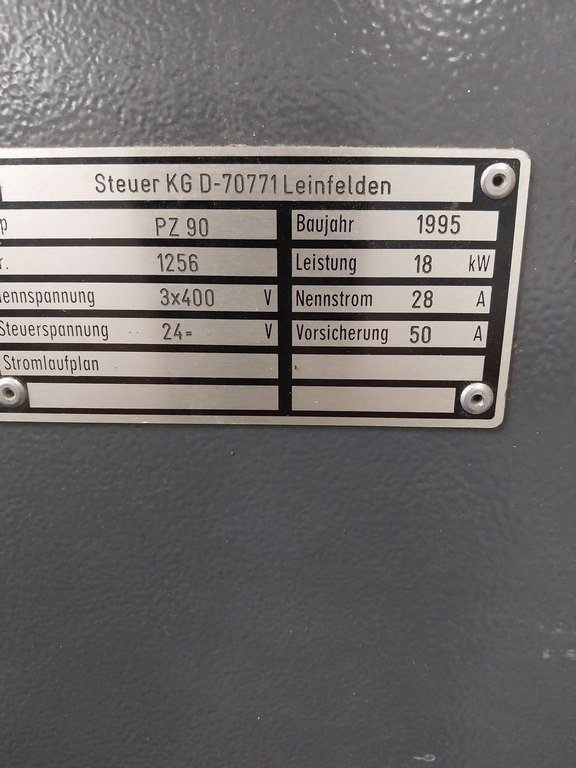 Steuer KG D-70771 Leinfelden
p PZ 90 Baujahr 1995
r. 1256 Leistung 18 kW
ennspannung 3x400 V Nennstrom 28 A
Steuerspannung 24= V Vorsicherung 50 A
Stromlaufplan